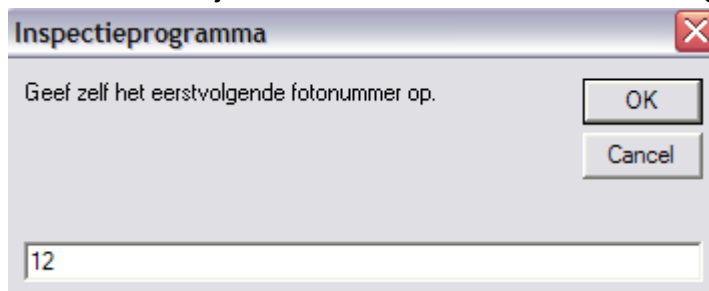 Inspectieprogramma
Geef zelf het eerstvolgende fotonummer op.
OK
Cancel
12